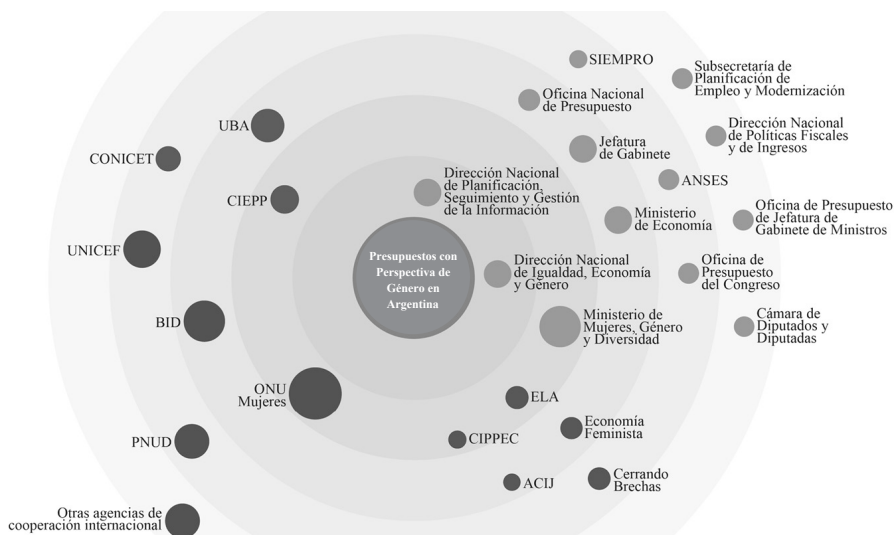 SIEMPRO
Subsecretaría de
Planificación de
Empleo y Modernización
Oficina Nacional
de Presupuesto
UBA
Dirección Nacional
de Políticas Fiscales
y de Ingresos
Jefatura
de Gabinete
CONICET
Dirección Nacional
de Planificación,
Seguimiento y Gestión
de la Información
ANSES
CIEPP
Ministerio
de Economía
Oficina de Presupuesto
de Jefatura de
Gabinete de Ministros
UNICEF
Presupuestos con
Perspectiva de
Género en
Argentina
Dirección Nacional
de Igualdad, Economía
y Género
Oficina de
Presupuesto
del Congreso
BID
Ministerio de
Mujeres, Género
y Diversidad
Cámara de
Diputados y
Diputadas
ONU
Mujeres
ELA
Economía
Feminista
PNUD
CIPPEC
Cerrando
Brechas
ACIJ
Otras agencias de
cooperación internacional